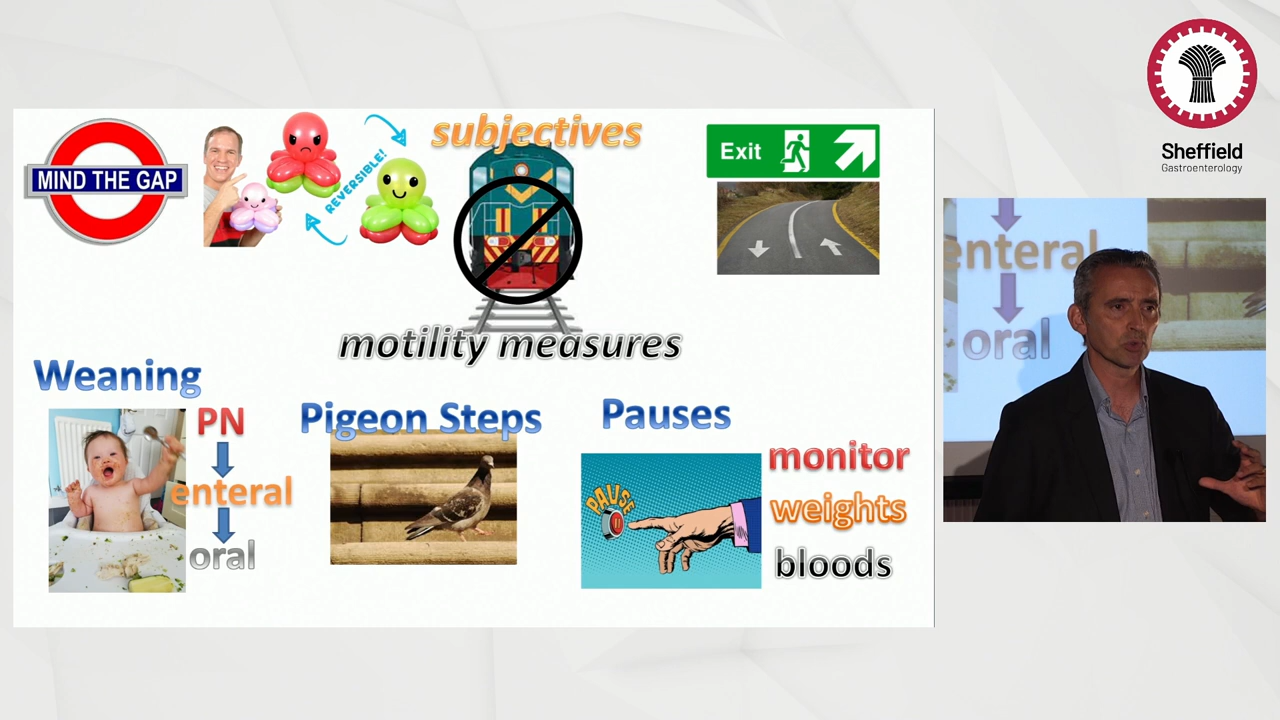 MIND THE GAP
REVERSIBLE!
subjectives
Exit
motility measures
Weaning
PN
enteral
oral
Pigeon Steps
Pauses
PAUSE
monitor
weights
bloods
Sheffield
Gastroenterology
enteral
oral